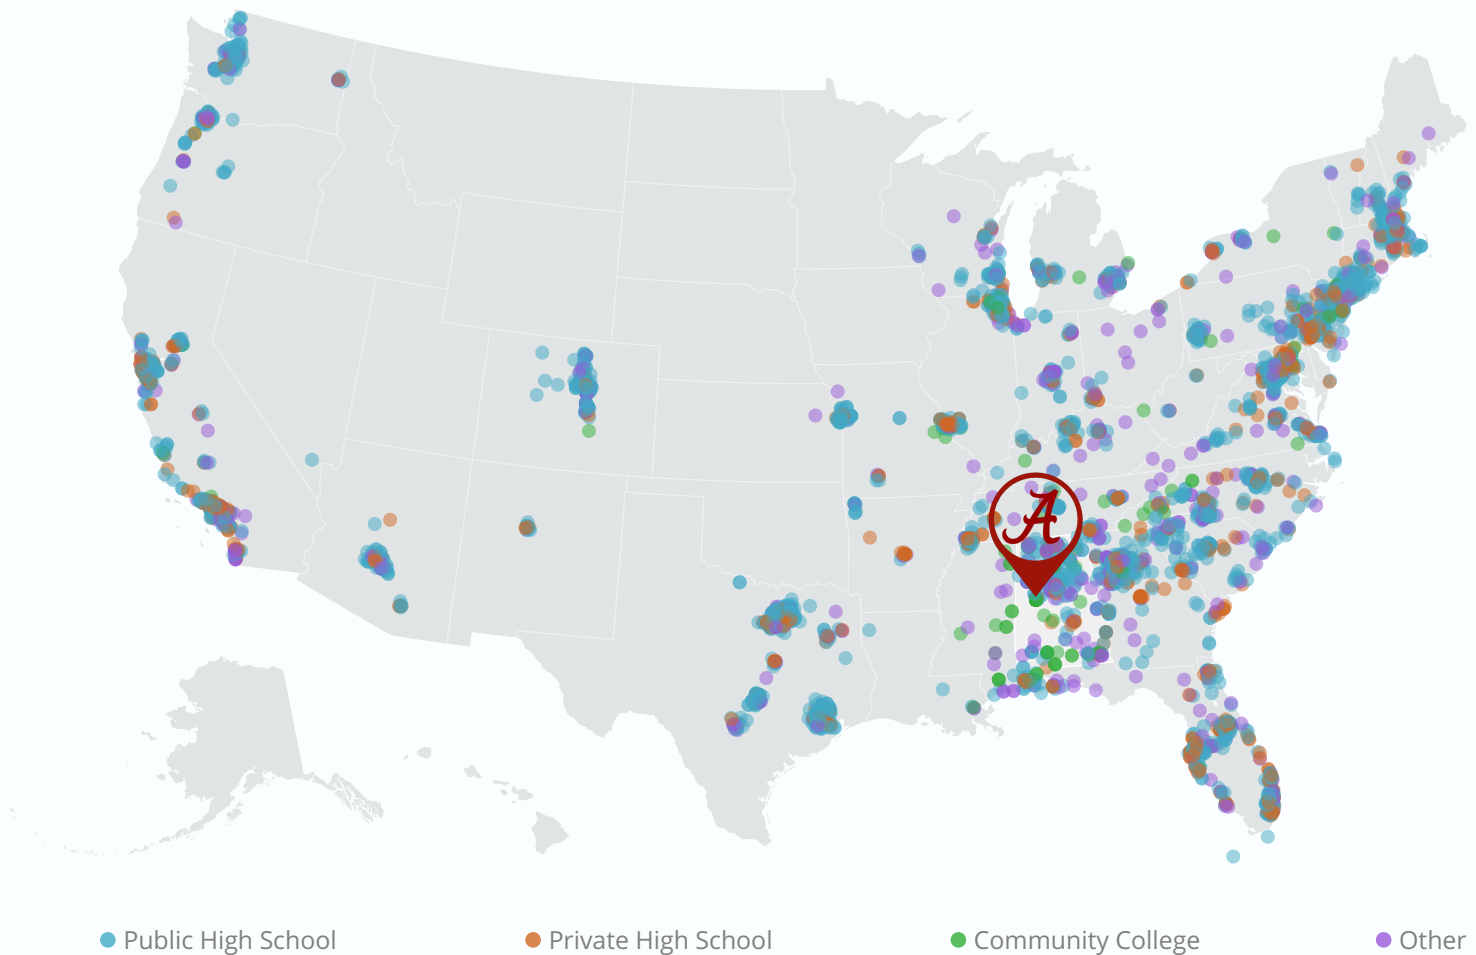 A
Public High School
Private High School
Community College
Other